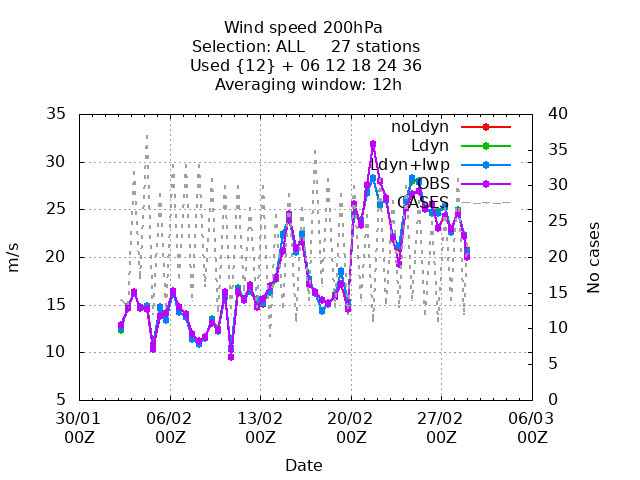 Wind speed 200hPa
Selection: ALL     27 stations
Used {12} + 06 12 18 24 36
Averaging window: 12h
35
30
25
20
15
10
5
m/s
40
35
30
25
20
15
10
5
0
No cases
noLdyn
Ldyn
Ldyn+lwp
OBS
CASES
30/01 06/02 13/02 20/02 27/02 06/03
00Z 00Z 00Z 00Z 00Z 00Z
Date